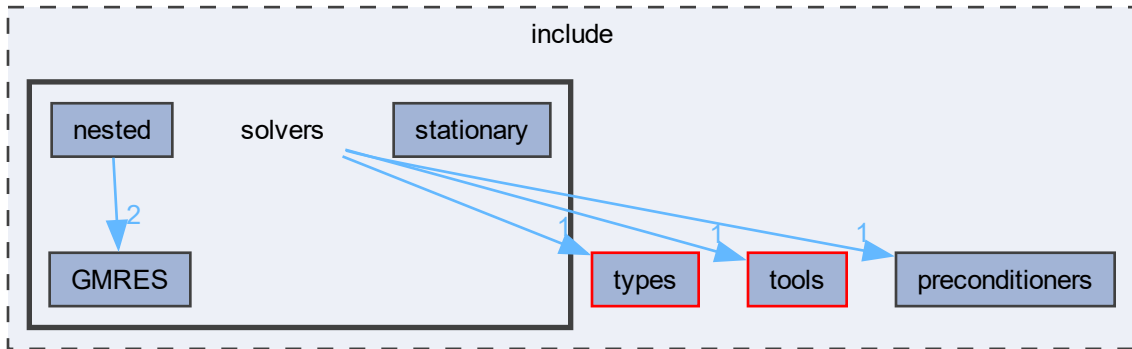 include
nested
solvers
stationary
2
1
1
1
GMRES
types
tools
preconditioners